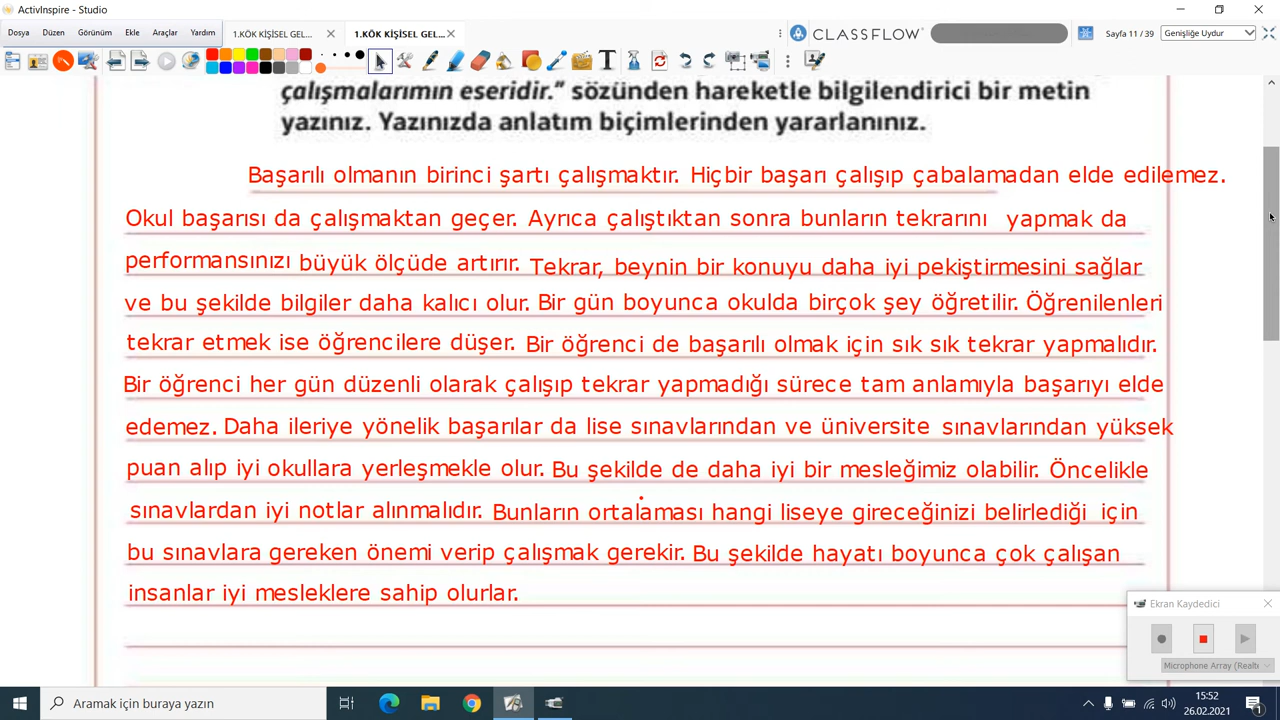 ActivInspire - Studio
Dosya Düzen Görünüm Ekle Araçlar Yardım
1.KÖK KİŞİSEL GEL...
1.KÖK KİŞİSEL GEL...
CLASSFLOW
Sayfa 11 / 39
Genişliğe Uydur
çalışmalarımın eseridir.” sözünden hareketle bilgilendirici bir metin
yazınız. Yazınızda anlatım biçimlerinden yararlanınız.
Başarılı olmanın birinci şartı çalışmaktır. Hiçbir başarı çalışıp çabalamadan elde edilemez.
Okul başarısı da çalışmaktan geçer. Ayrıca çalıştıktan sonra bunların tekrarını yapmak da
performansınızı büyük ölçüde artırır. Tekrar, beynin bir konuyu daha iyi pekiştirmesini sağlar
ve bu şekilde bilgiler daha kalıcı olur. Bir gün boyunca okulda birçok şey öğretilir. Öğrenilenleri
tekrar etmek ise öğrencilere düşer. Bir öğrenci de başarılı olmak için sık sık tekrar yapmalıdır.
Bir öğrenci her gün düzenli olarak çalışıp tekrar yapmadığı sürece tam anlamıyla başarıyı elde
edemez. Daha ileriye yönelik başarılar da lise sınavlarından ve üniversite sınavlarından yüksek
puan alıp iyi okullara yerleşmekle olur. Bu şekilde de daha iyi bir mesleğimiz olabilir. Öncelikle
sınavlardan iyi notlar alınmalıdır. Bunların ortalaması hangi liseye gireceğinizi belirlediği için
bu sınavlara gereken önemi verip çalışmak gerekir. Bu şekilde hayatı boyunca çok çalışan
insanlar iyi mesleklere sahip olurlar.
Ekran Kaydedici
Microphone Array (Realte
Aramak için buraya yazın
15:52
26.02.2021
1